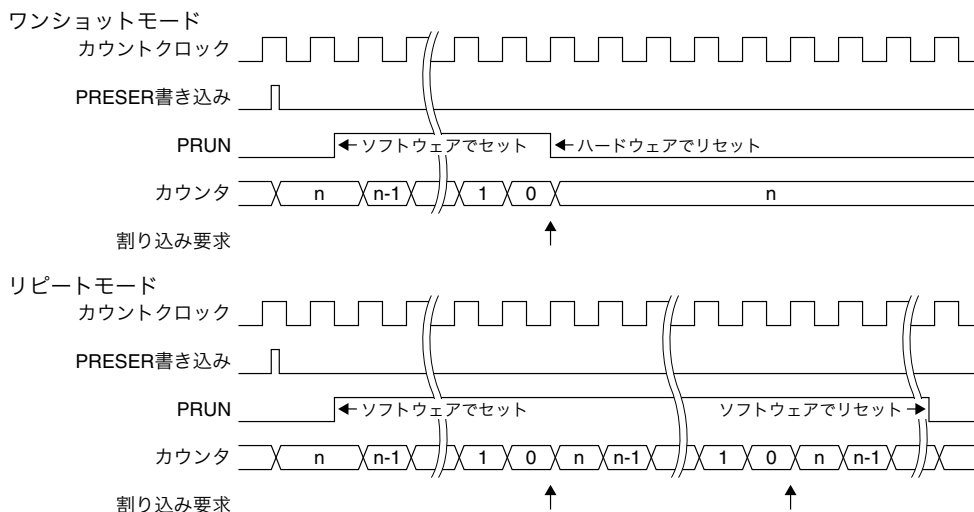 ワンショットモード
カウントクロック
PRESER書き込み
PRUN ソフトウェアでセット ハードウェアでリセット
カウンタ n n-1 1 0 n
割り込み要求
リピートモード
カウントクロック
PRESER書き込み
PRUN ソフトウェアでセット ソフトウェアでリセット
カウンタ n n-1 1 0 n n-1 1 0 n n-1
割り込み要求